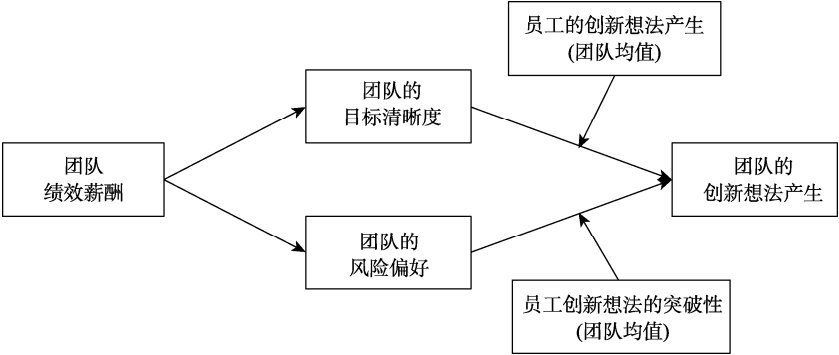 员工的创新想法产生
(团队均值)
团队的
目标清晰度
团队
绩效薪酬
团队的
创新想法产生
团队的
风险偏好
员工创新想法的突破性
(团队均值)